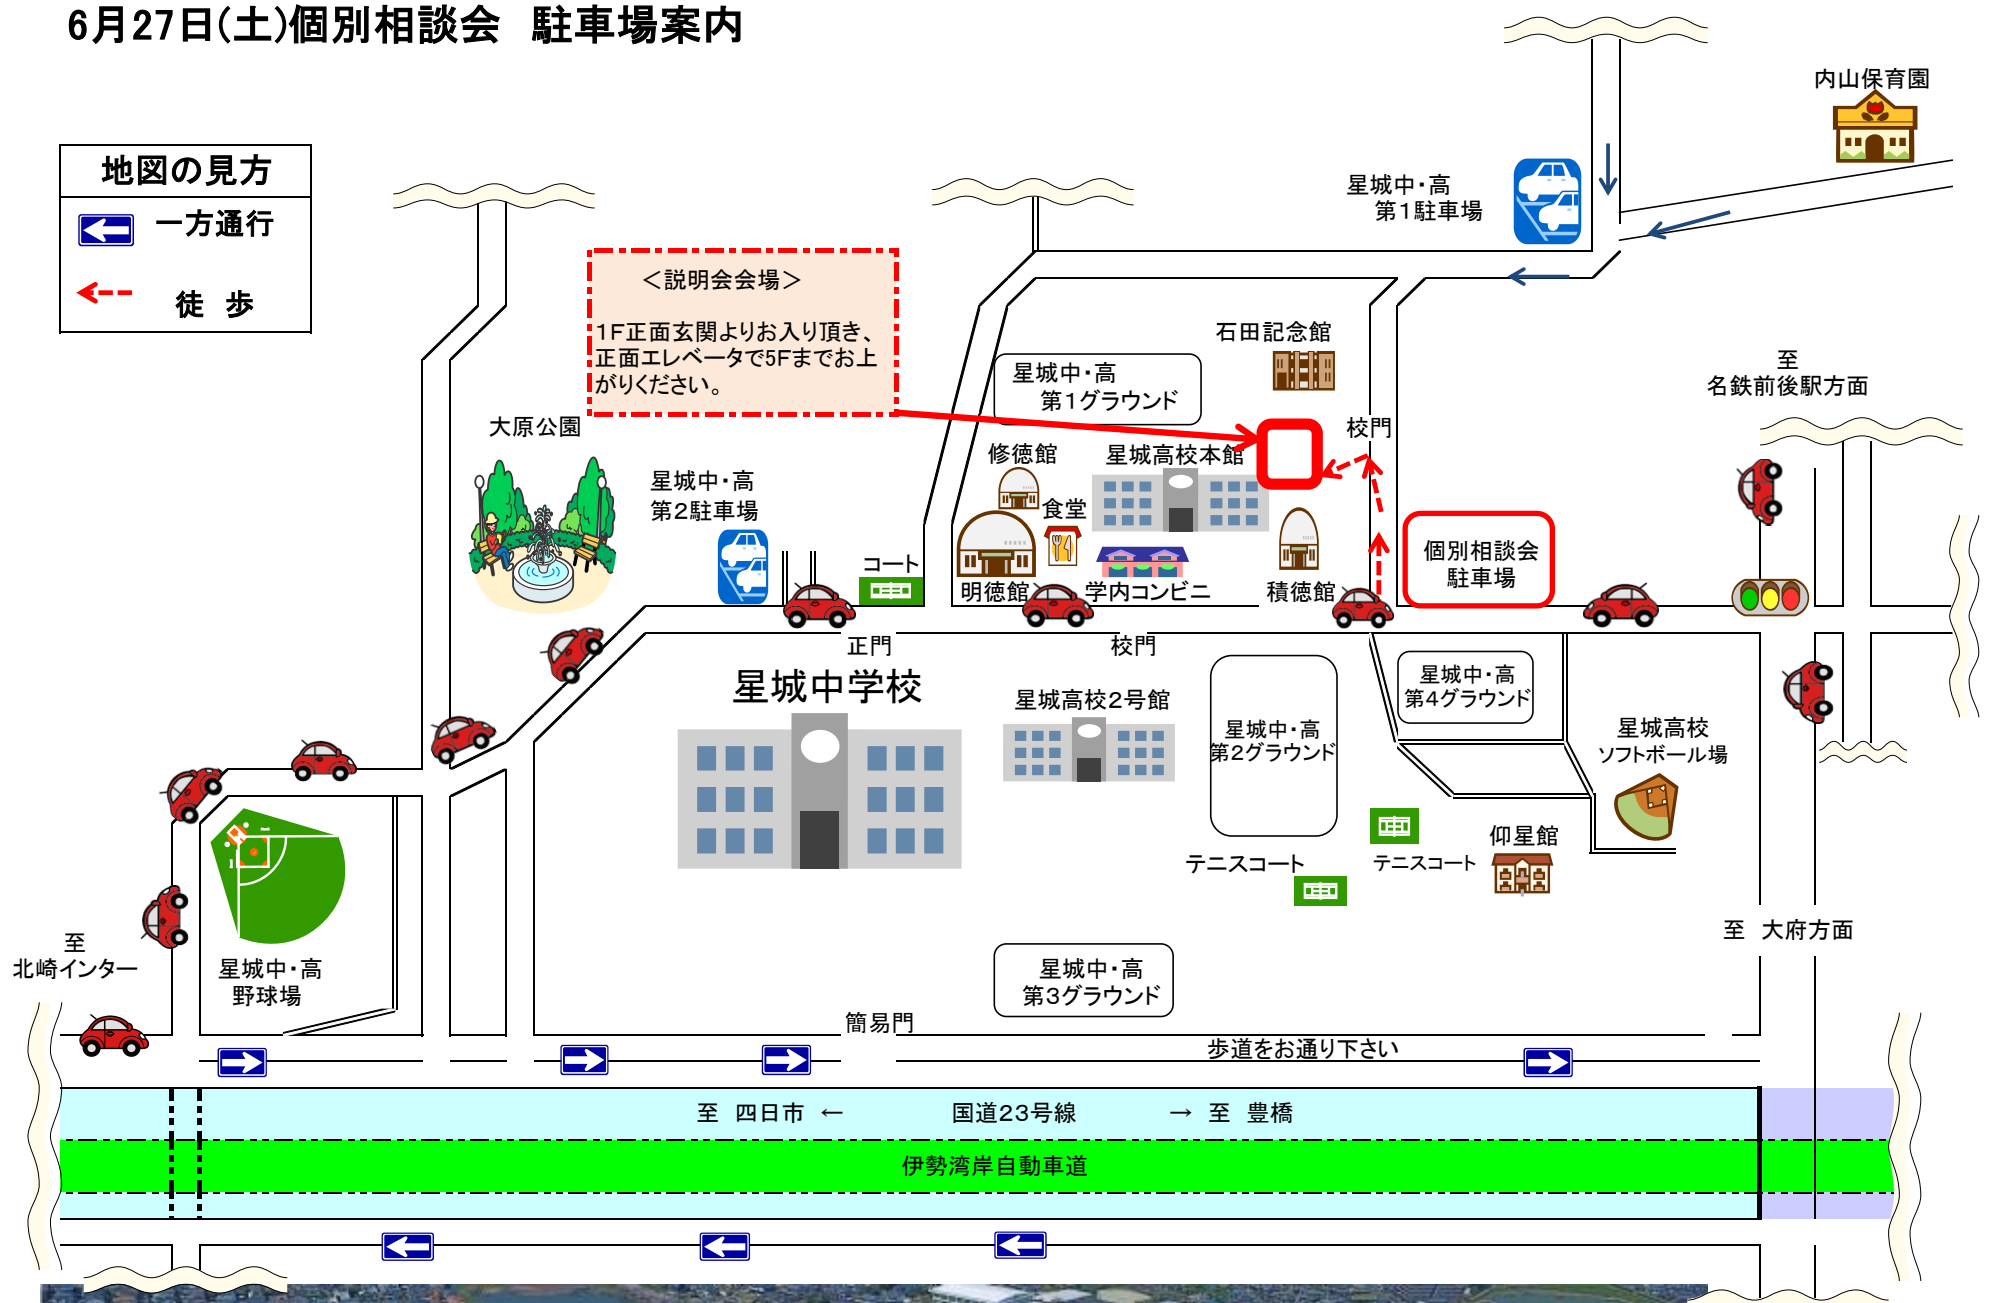 6月27日(土)個別相談会　駐車場案内
内山保育園
地図の見方
一方通行
徒　歩
星城中・高
第1駐車場
＜説明会会場＞
1F正面玄関よりお入り頂き、
正面エレベータで5Fまでお上
がりください。
石田記念館
至
名鉄前後駅方面
星城中・高
第1グラウンド
大原公園
校門
修徳館
星城高校本館
星城中・高
第2駐車場
食堂
個別相談会
駐車場
コート
明徳館
学内コンビニ
積徳館
正門
校門
星城中学校
星城高校2号館
星城中・高
第4グラウンド
星城中・高
第2グラウンド
星城高校
ソフトボール場
仰星館
テニスコート
テニスコート
至　大府方面
至
北崎インター
星城中・高
野球場
星城中・高
第3グラウンド
簡易門
歩道をお通り下さい
至　四日市　←
国道23号線
→　至　豊橋
伊勢湾岸自動車道